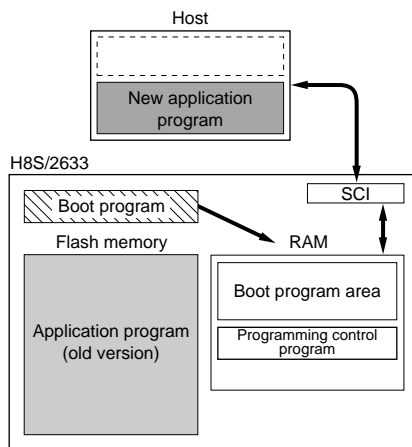 Host
New application
program
H8S/2633
SCI
Boot program
Flash memory
RAM
Application program
(old version)
Boot program area
Programming control
program